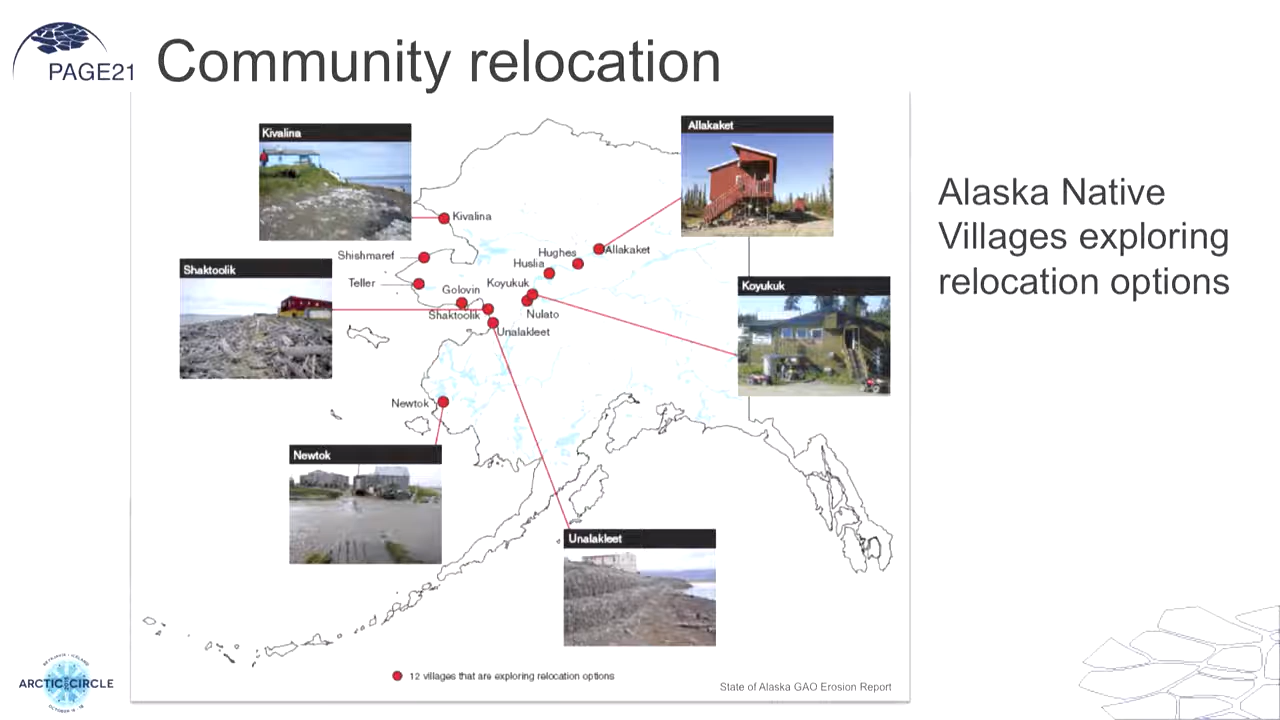 PAGE21
Community relocation
Kivalina
Allakaket
Kivalina
Shishmaref
Hughes
Allakaket
Huslia
Shaktoolik
Teller
Koyukuk
Koyukuk
Golovin
Shaktoolik
Nulato
Unalakleet
Newtok
Newtok
Unalakleet
12 villages that are exploring relocation options
State of Alaska GAO Erosion Report
Alaska Native
Villages exploring
relocation options
REYKJAVIK • ICELAND
ARCTIC CIRCLE